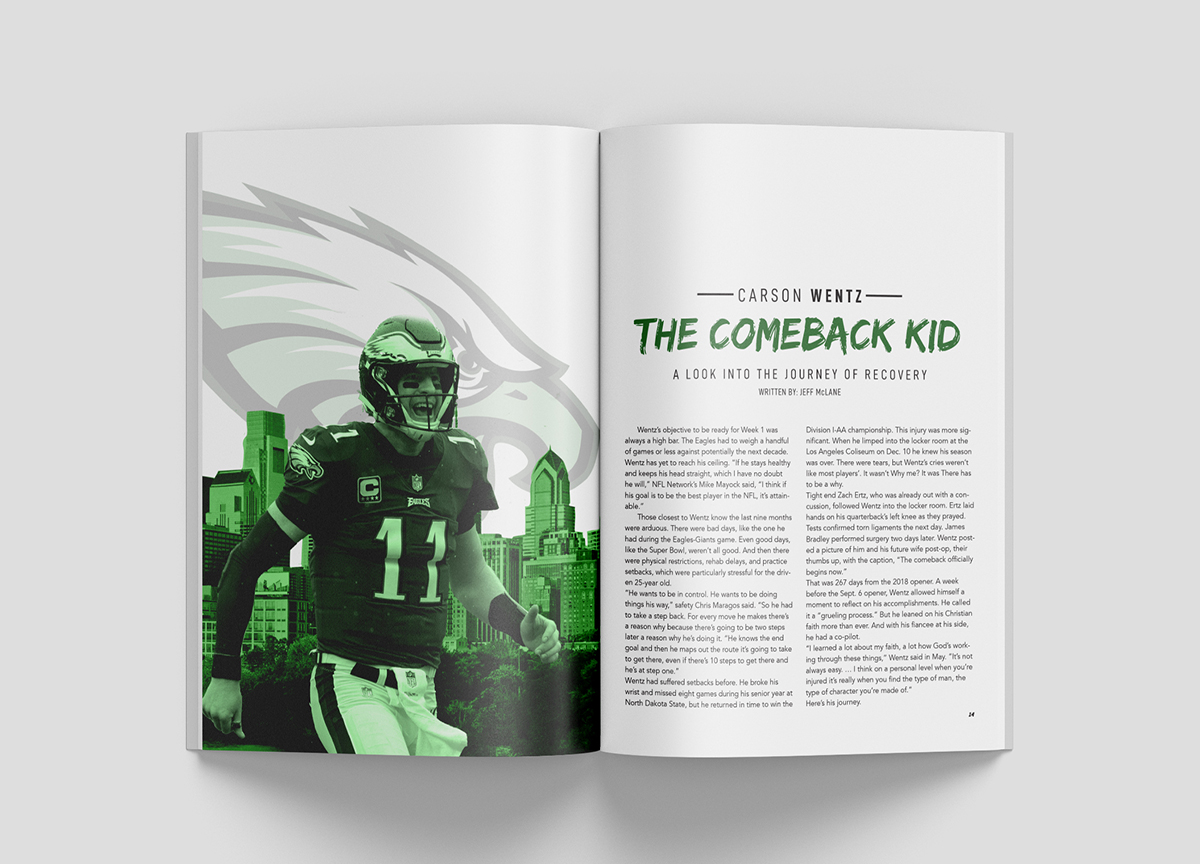 1
C
EAGLES
11
CARSON WENTZ
THE COMEBACK KID
A LOOK INTO THE JOURNEY OF RECOVERY
WRITTEN BY: JEFF McLANE
Wentz's objective to be ready for Week 1 was
always a high bar. The Eagles had to weigh a handful
of games or less against potentially the next decade.
Wentz has yet to reach his ceiling. "If he stays healthy
and keeps his head straight, which I have no doubt
he will," NFL Network's Mike Mayock said, "I think if
his goal is to be the best player in the NFL, it's attain-
able."
Those closest to Wentz know the last nine months
were arduous. There were bad days, like the one he
had during the Eagles-Giants game. Even good days,
like the Super Bowl, weren't all good. And then there
were physical restrictions, rehab delays, and practice
setbacks, which were particularly stressful for the driv-
en 25-year old.
"He wants to be in control. He wants to be doing
things his way," safety Chris Maragos said. "So he had
to take a step back. For every move he makes there's
a reason why because there's going to be two steps
later a reason why he's doing it. "He knows the end
goal and then he maps out the route it's going to take
to get there, even if there's 10 steps to get there and
he's at step one."
Wentz had suffered setbacks before. He broke his
wrist and missed eight games during his senior year at
North Dakota State, but he returned in time to win the
Division I-AA championship. This injury was more sig-
nificant. When he limped into the locker room at the
Los Angeles Coliseum on Dec. 10 he knew his season
was over. There were tears, but Wentz's cries weren't
like most players'. It wasn't Why me? It was There has
to be a why.
Tight end Zach Ertz, who was already out with a con-
cussion, followed Wentz into the locker room. Ertz laid
hands on his quarterback's left knee as they prayed.
Tests confirmed torn ligaments the next day. James
Bradley performed surgery two days later. Wentz post-
ed a picture of him and his future wife post-op, their
thumbs up, with the caption, "The comeback officially
begins now."
That was 267 days from the 2018 opener. A week
before the Sept. 6 opener, Wentz allowed himself a
moment to reflect on his accomplishments. He called
it a "grueling process." But he leaned on his Christian
faith more than ever. And with his fiancee at his side,
he had a co-pilot.
"I learned a lot about my faith, a lot how God's work-
ing through these things," Wentz said in May. "It's not
always easy. … I think on a personal level when you're
injured it's really when you find the type of man, the
type of character you're made of."
Here's his journey.
14